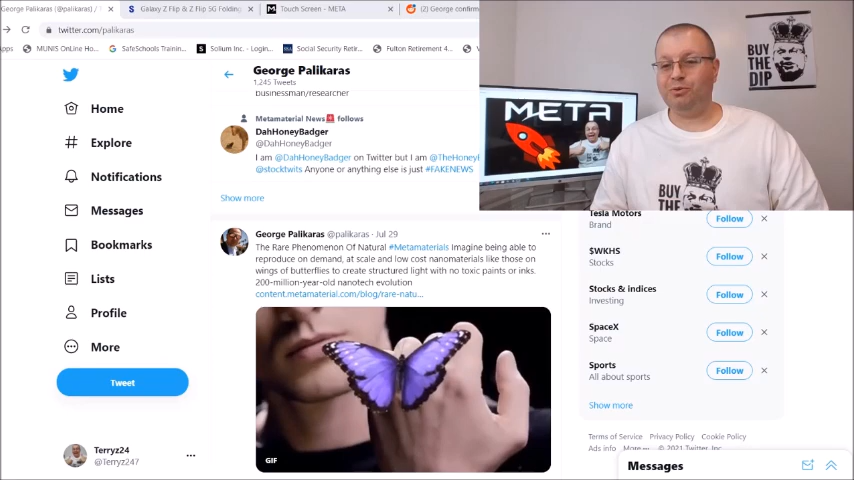 George Palikaras (@palikaras) / T
Galaxy Z Flip & Z Flip 5G Folding
Touch Screen - META
(2) George confirm
twitter.com/palikaras
Apps
MUNIS OnLine Ho...
SafeSchools Trainin...
Solium Inc. - Login...
Social Security Retir...
Fulton Retirement 4...
George Palikaras
1,245 Tweets
Home
Explore
Notifications
Messages
Bookmarks
Lists
Profile
More
Tweet
Terryz24
@Terryz247
businessman/researcher
Metamaterial News🚨 follows
DahHoneyBadger
@DahHoneyBadger
I am @DahHoneyBadger on Twitter but I am @TheHoneyl
@stocktwits Anyone or anything else is just #FAKENEWS
Show more
George Palikaras @palikaras · Jul 29
The Rare Phenomenon Of Natural #Metamaterials Imagine being able to
reproduce on demand, at scale and low cost nanomaterials like those on
wings of butterflies to create structured light with no toxic paints or inks.
200-million-year-old nanotech evolution
content.metamaterial.com/blog/rare-natu...
GIF
META
BUY
THE
DIP
BUY
THE
Tesla Motors
Brand
Follow
$WKHS
Stocks
Follow
Stocks & indices
Investing
Follow
SpaceX
Space
Follow
Sports
All about sports
Follow
Show more
Terms of Service Privacy Policy Cookie Policy
Ads info More ... © 2021 Twitter, Inc.
Messages